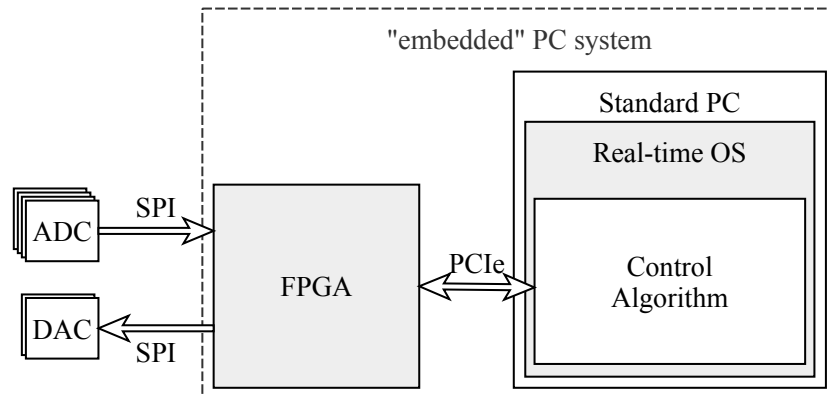 "embedded" PC system
Standard PC
Real-time OS
SPI
ADC
PCIe
FPGA
Control
Algorithm
DAC
SPI